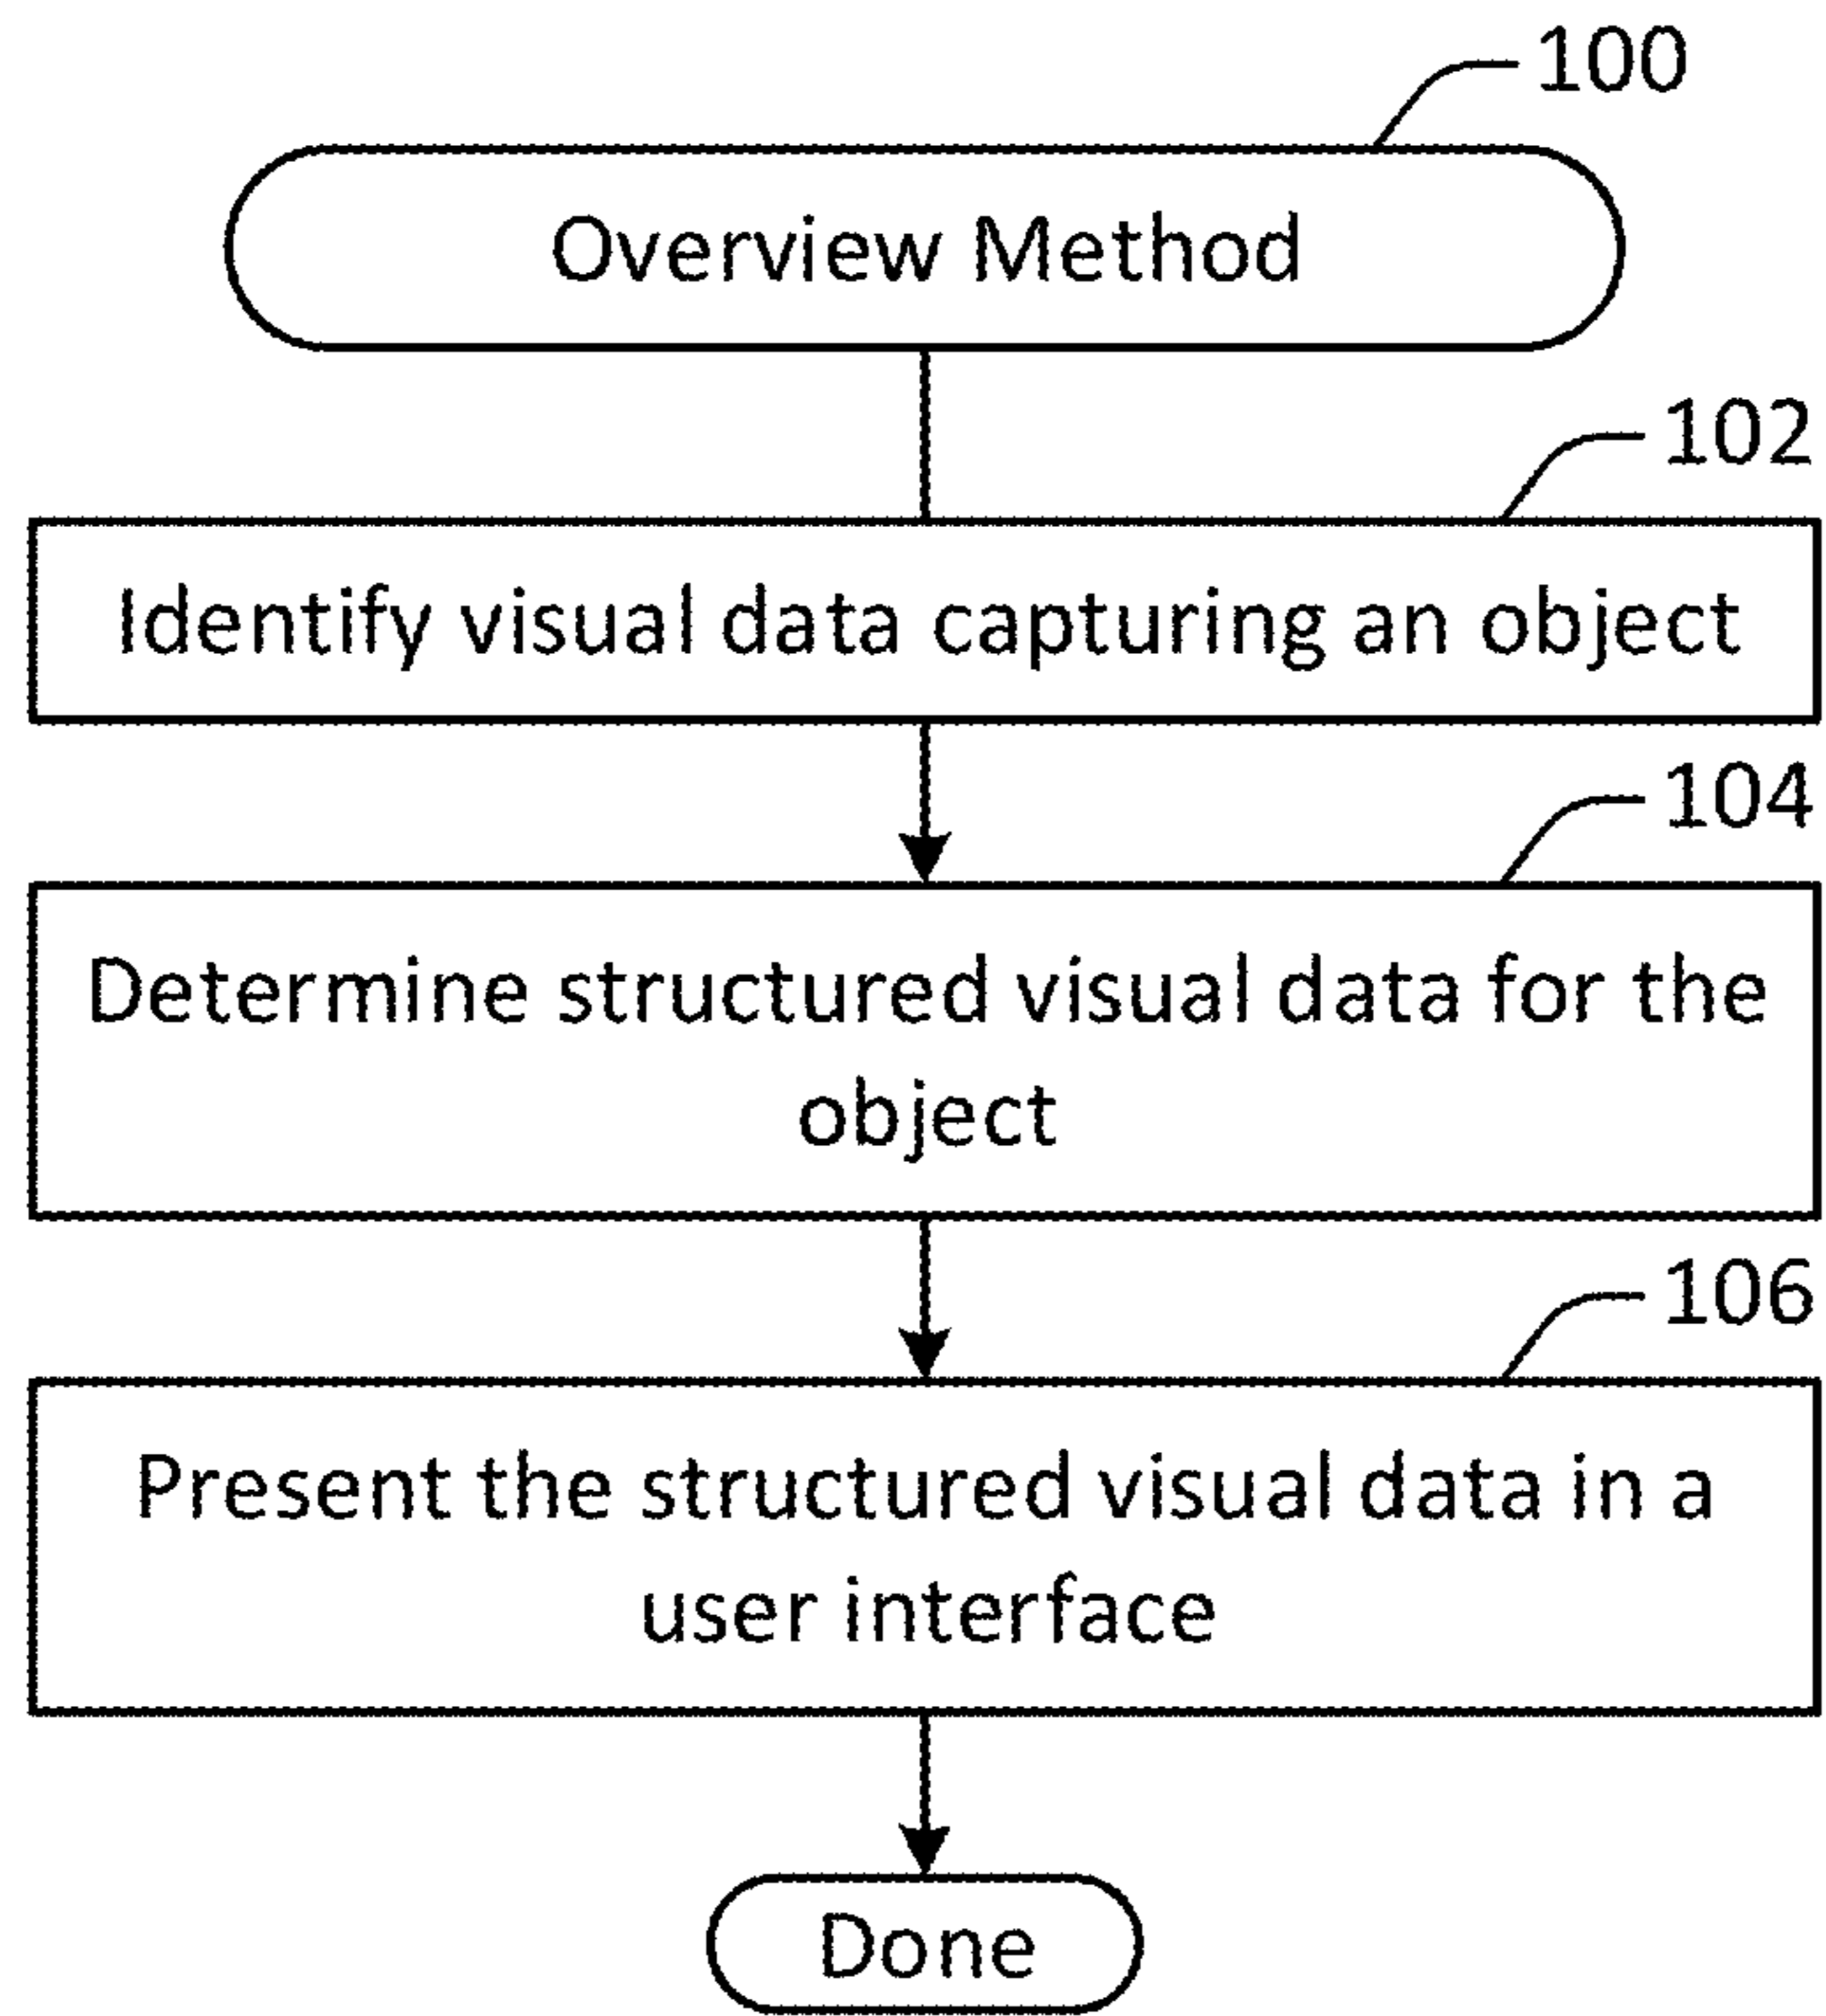 100
Overview Method
102
Identify visual data capturing an object
104
Determine structured visual data for the
object
106
Present the structured visual data in a
user interface
Done